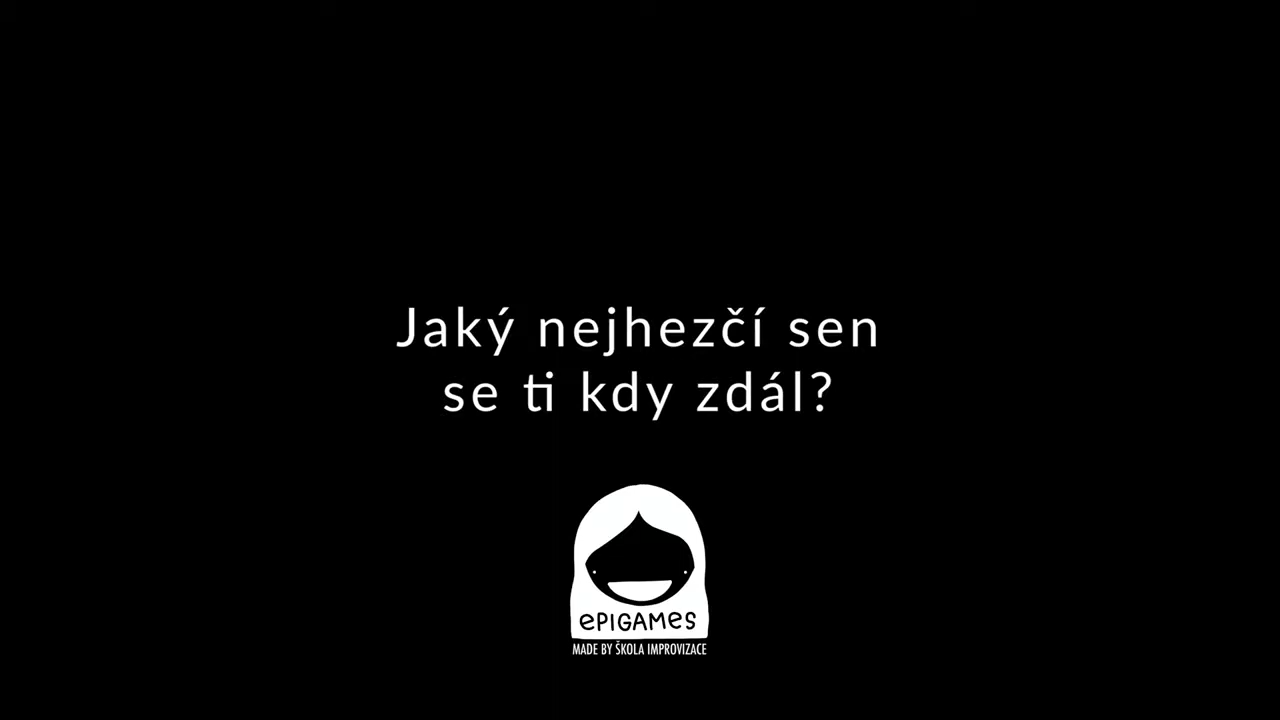 Jaký nejhezčí sen
se ti kdy zdál?
ePIGAMes
MADE BY ŠKOLA IMPROVIZACE